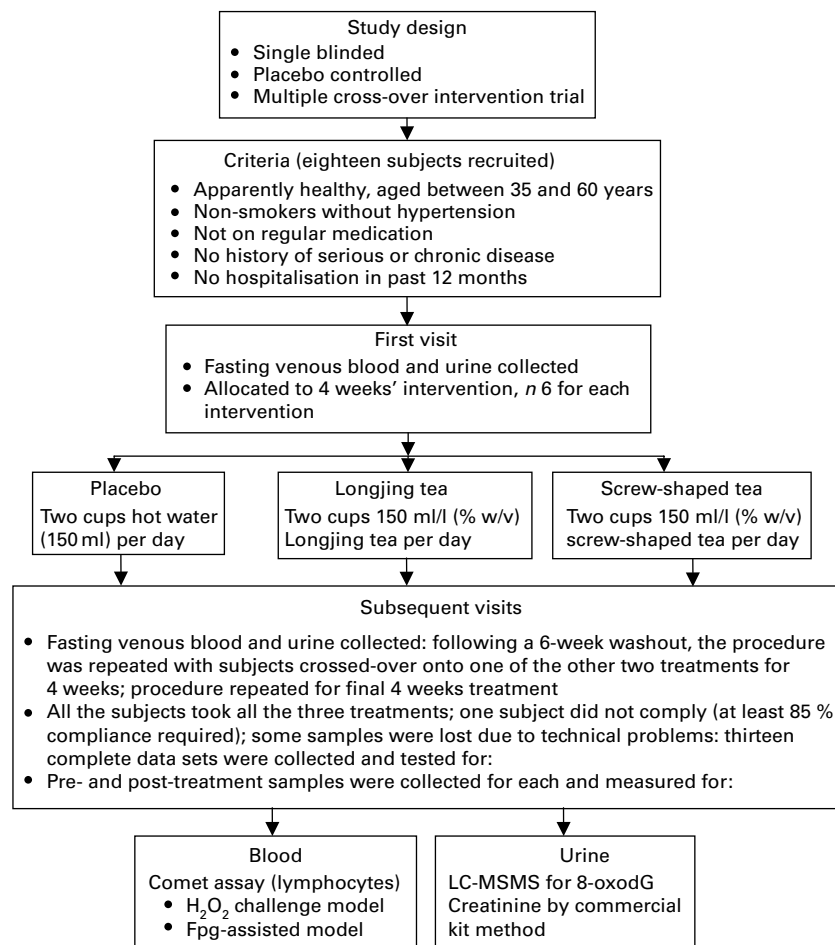 Study design
• Single blinded
• Placebo controlled
• Multiple cross-over intervention trial
Criteria (eighteen subjects recruited)
• Apparently healthy, aged between 35 and 60 years
• Non-smokers without hypertension
• Not on regular medication
• No history of serious or chronic disease
• No hospitalisation in past 12 months
First visit
• Fasting venous blood and urine collected
• Allocated to 4 weeks' intervention, n 6 for each
intervention
Placebo
Two cups hot water
(150 ml) per day
Longjing tea
Two cups 150 ml/l (% w/v)
Longjing tea per day
Screw-shaped tea
Two cups 150 ml/l (% w/v)
screw-shaped tea per day
Subsequent visits
• Fasting venous blood and urine collected: following a 6-week washout, the procedure
was repeated with subjects crossed-over onto one of the other two treatments for
4 weeks; procedure repeated for final 4 weeks treatment
• All the subjects took all the three treatments; one subject did not comply (at least 85 %
compliance required); some samples were lost due to technical problems: thirteen
complete data sets were collected and tested for:
• Pre- and post-treatment samples were collected for each and measured for:
Blood
Comet assay (lymphocytes)
• H₂O₂ challenge model
• Fpg-assisted model
Urine
LC-MSMS for 8-oxodG
Creatinine by commercial
kit method